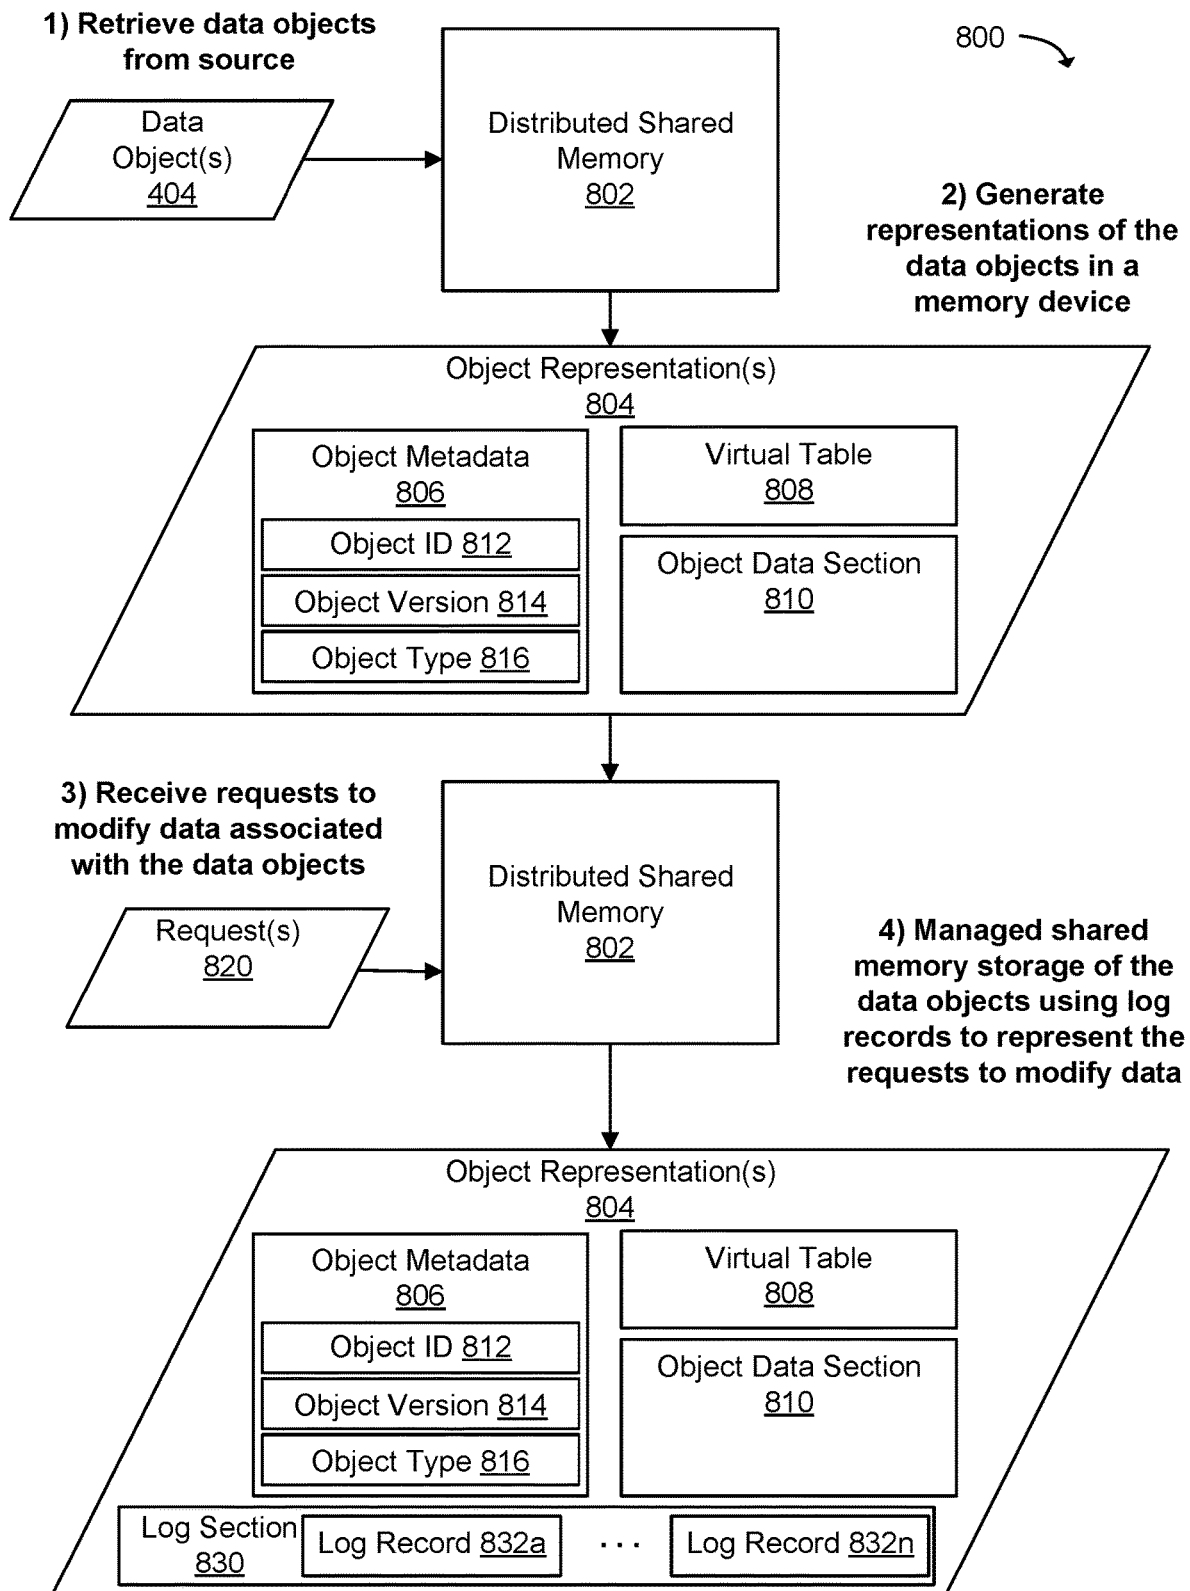 1) Retrieve data objects
from source
800
Data
Object(s)
404
Distributed Shared
Memory
802
2) Generate
representations of the
data objects in a
memory device
Object Representation(s)
804
Object Metadata
806
Object ID 812
Object Version 814
Object Type 816
Virtual Table
808
Object Data Section
810
3) Receive requests to
modify data associated
with the data objects
Request(s)
820
Distributed Shared
Memory
802
4) Managed shared
memory storage of the
data objects using log
records to represent the
requests to modify data
Object Representation(s)
804
Object Metadata
806
Object ID 812
Object Version 814
Object Type 816
Virtual Table
808
Object Data Section
810
Log Section
830
Log Record 832a
...
Log Record 832n